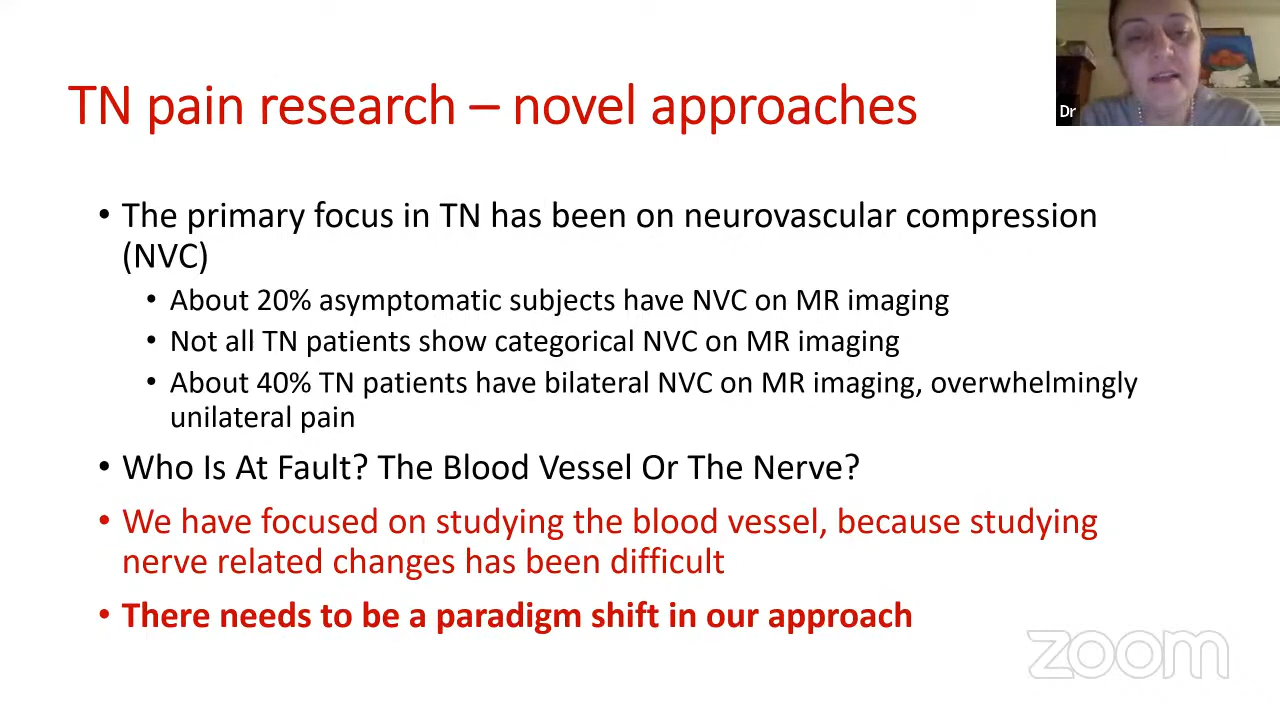 TN pain research – novel approaches
Dr
• The primary focus in TN has been on neurovascular compression
(NVC)
• About 20% asymptomatic subjects have NVC on MR imaging
• Not all TN patients show categorical NVC on MR imaging
• About 40% TN patients have bilateral NVC on MR imaging, overwhelmingly
unilateral pain
• Who Is At Fault? The Blood Vessel Or The Nerve?
• We have focused on studying the blood vessel, because studying
nerve related changes has been difficult
• There needs to be a paradigm shift in our approach
zoom